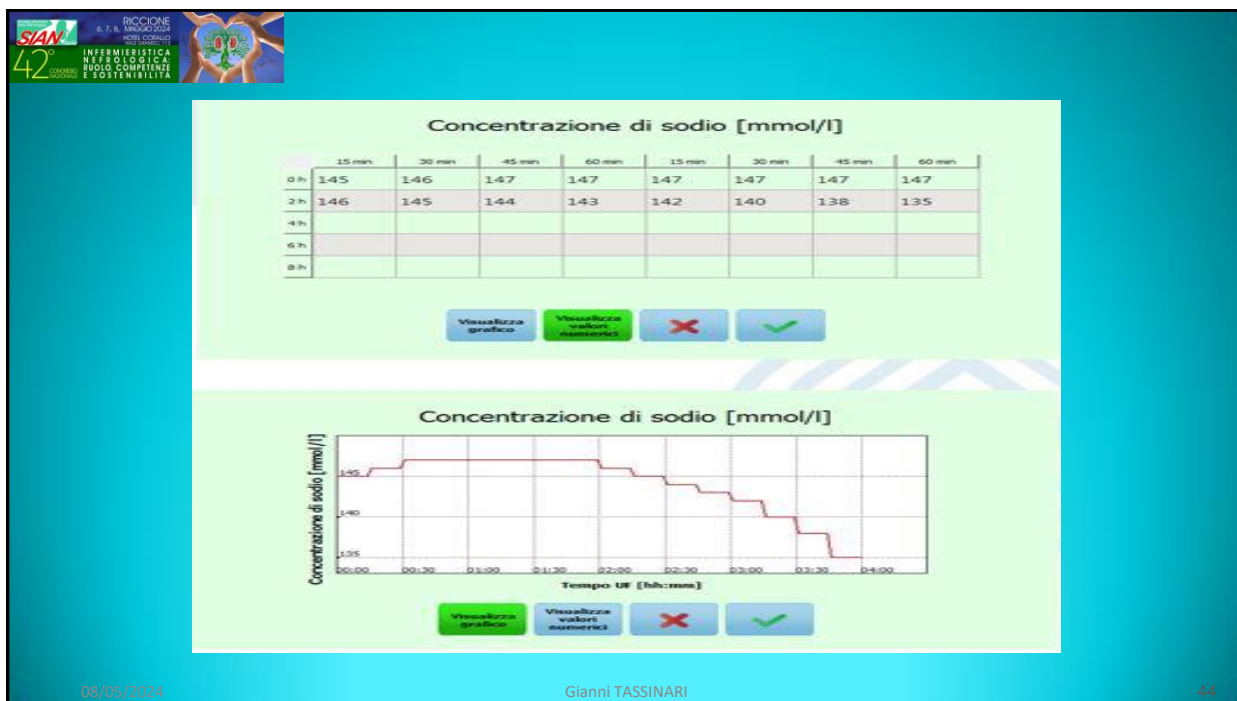 SIAN
RICCIONE
6, 7, 8, MAGGIO 2024
HOTEL CORALLO
42° CONGRESSO NAZIONALE
INFERMIERISTICA
NEFROLOGICA:
RUOLO, COMPETENZE
E SOSTENIBILITÀ
Concentrazione di sodio [mmol/l]
15 min 30 min 45 min 60 min 15 min 30 min 45 min 60 min
0 h 145 146 147 147 147 147 147 147
2 h 146 145 144 143 142 140 138 135
4 h
6 h
8 h
Visualizza grafico
Visualizza valori numerici
Concentrazione di sodio [mmol/l]
Concentrazione di sodio [mmol/l]
145
140
135
00:00 00:30 01:00 01:30 02:00 02:30 03:00 03:30 04:00
Tempo UF [hh:mm]
Visualizza grafico
Visualizza valori numerici
08/05/2024 Gianni TASSINARI 44